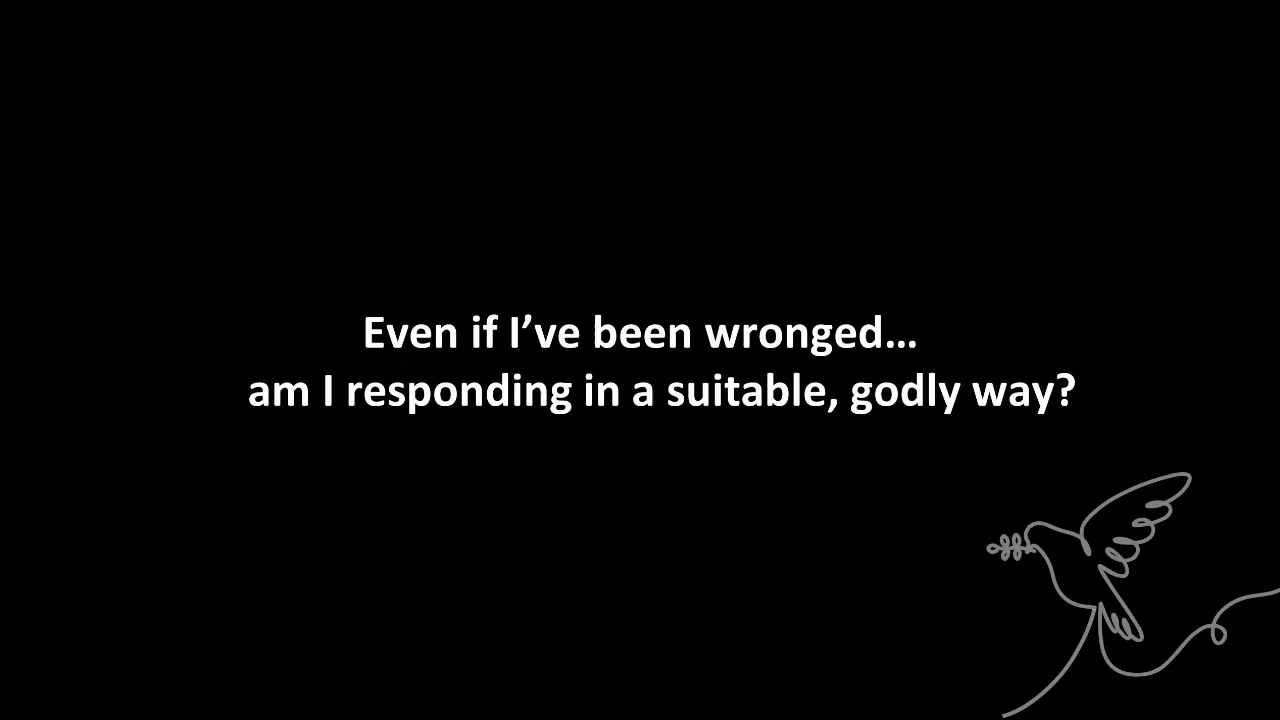 Even if I’ve been wronged…
am I responding in a suitable, godly way?